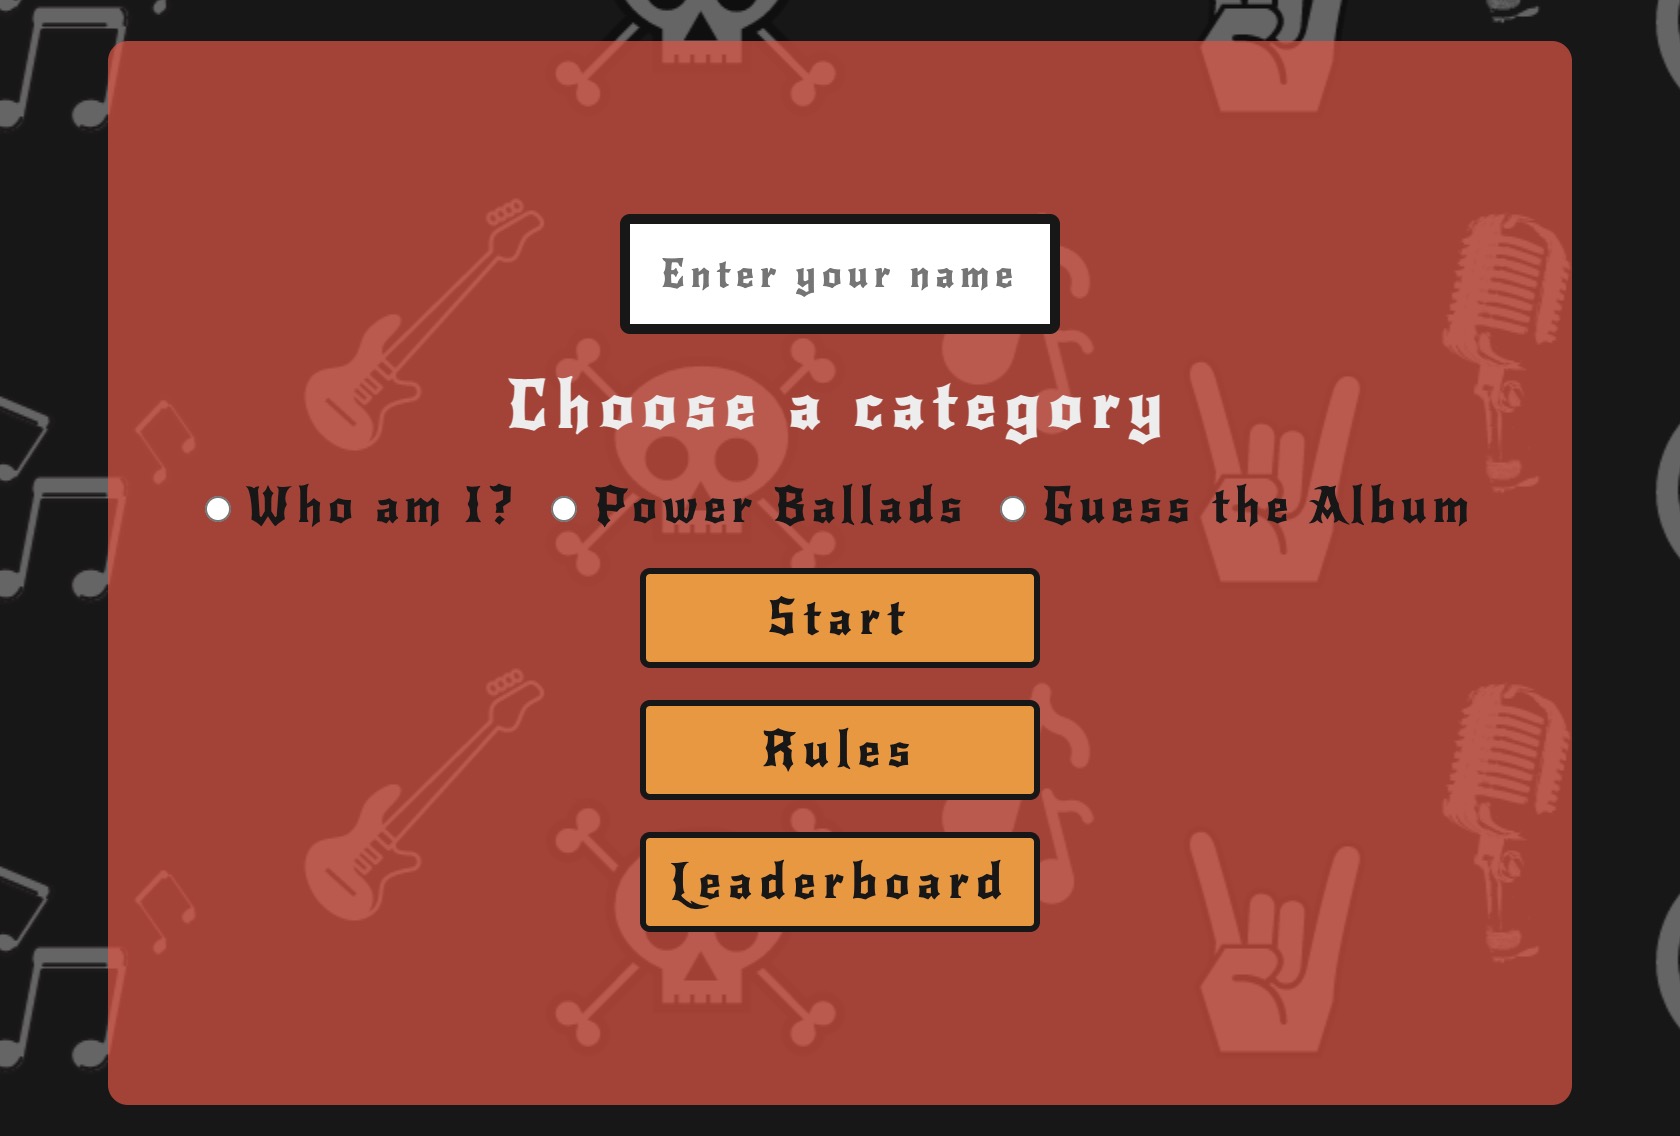 Enter your name
Choose a category
Who am I? Power Ballads Guess the Album
Start
Rules
Leaderboard